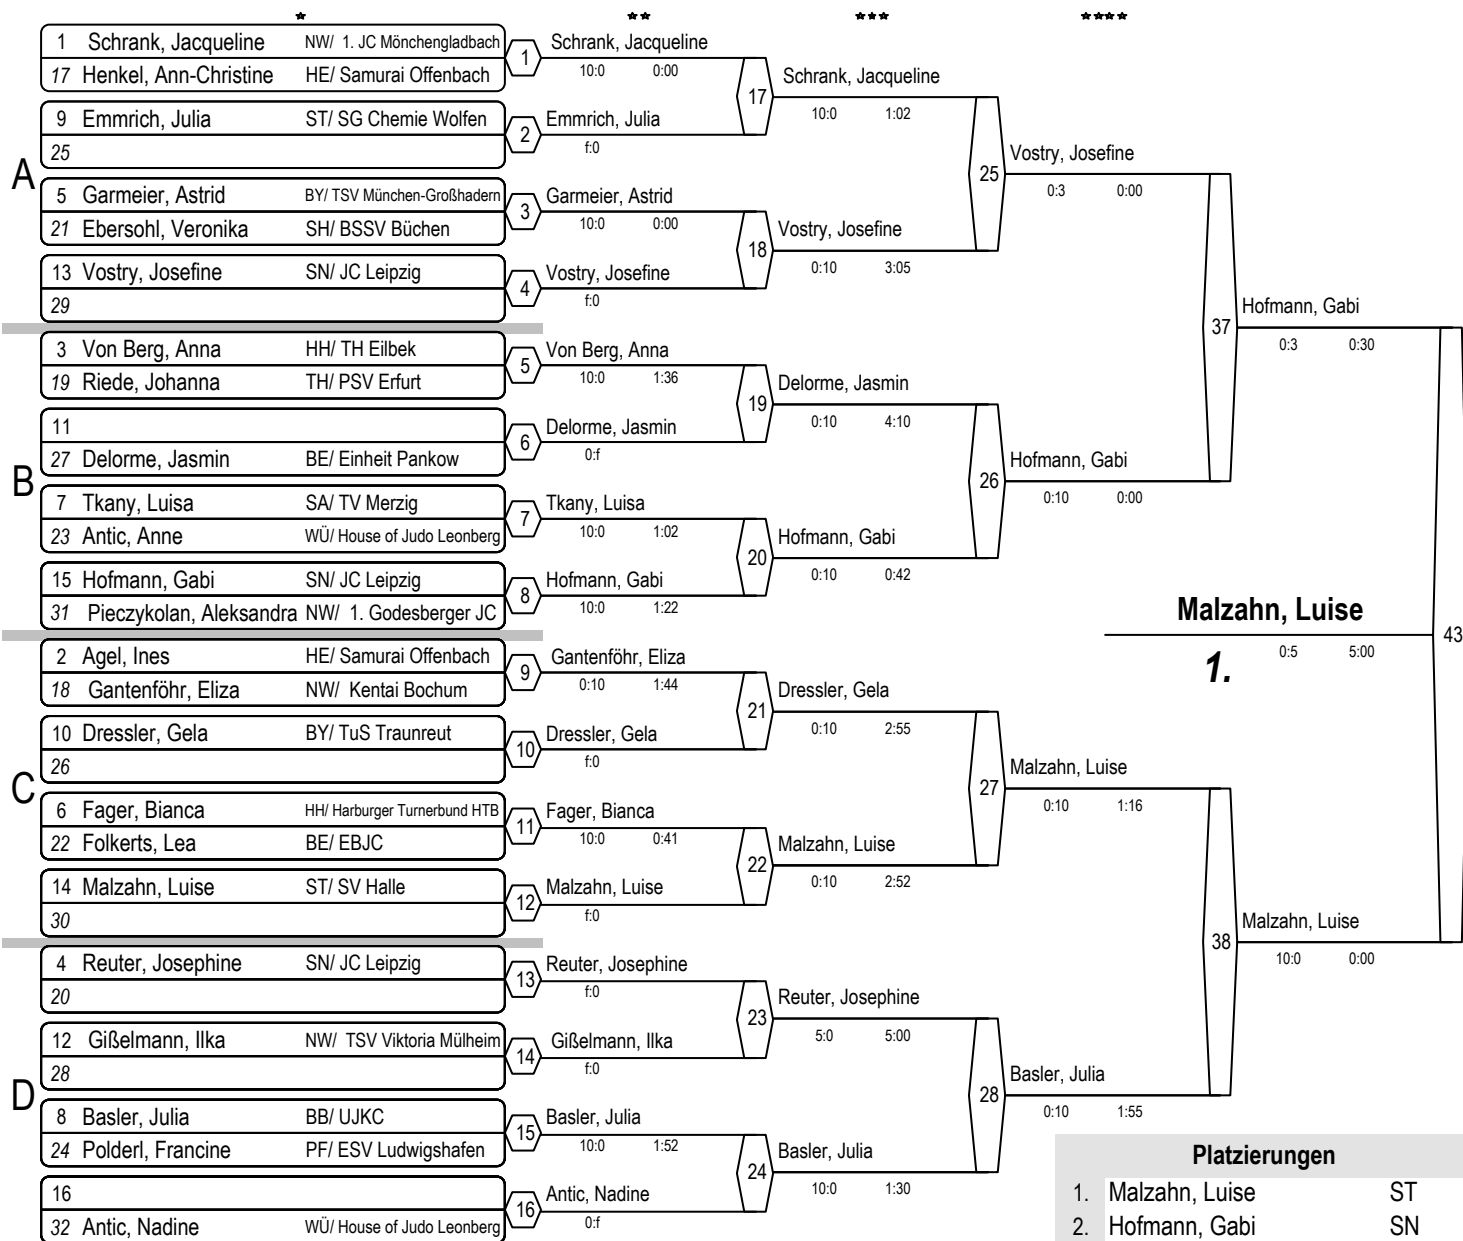 * ** *** ****
1 Schrank, Jacqueline NW/ 1. JC Mönchengladbach
17 Henkel, Ann-Christine HE/ Samurai Offenbach
9 Emmrich, Julia ST/ SG Chemie Wolfen
25
A
5 Garmeier, Astrid BY/ TSV München-Großhadern
21 Ebersohl, Veronika SH/ BSSV Büchen
13 Vostry, Josefine SN/ JC Leipzig
29
3 Von Berg, Anna HH/ TH Eilbek
19 Riede, Johanna TH/ PSV Erfurt
11
27 Delorme, Jasmin BE/ Einheit Pankow
B
7 Tkany, Luisa SA/ TV Merzig
23 Antic, Anne WÜ/ House of Judo Leonberg
15 Hofmann, Gabi SN/ JC Leipzig
31 Pieczykolan, Aleksandra NW/ 1. Godesberger JC
2 Agel, Ines HE/ Samurai Offenbach
18 Gantenföhr, Eliza NW/ Kentai Bochum
10 Dressler, Gela BY/ TuS Traunreut
26
C
6 Fager, Bianca HH/ Harburger Turnerbund HTB
22 Folkerts, Lea BE/ EBJC
14 Malzahn, Luise ST/ SV Halle
30
4 Reuter, Josephine SN/ JC Leipzig
20
12 Gißelmann, Ilka NW/ TSV Viktoria Mülheim
28
D
8 Basler, Julia BB/ UJKC
24 Polderl, Francine PF/ ESV Ludwigshafen
16
32 Antic, Nadine WÜ/ House of Judo Leonberg
1 Schrank, Jacqueline
10:0 0:00
2 Emmrich, Julia
f:0
3 Garmeier, Astrid
10:0 0:00
4 Vostry, Josefine
f:0
5 Von Berg, Anna
10:0 1:36
6 Delorme, Jasmin
0:f
7 Tkany, Luisa
10:0 1:02
8 Hofmann, Gabi
10:0 1:22
9 Gantenföhr, Eliza
0:10 1:44
10 Dressler, Gela
f:0
11 Fager, Bianca
10:0 0:41
12 Malzahn, Luise
f:0
13 Reuter, Josephine
f:0
14 Gißelmann, Ilka
f:0
15 Basler, Julia
10:0 1:52
16 Antic, Nadine
0:f
17 Schrank, Jacqueline
10:0 1:02
18 Vostry, Josefine
0:10 3:05
19 Delorme, Jasmin
0:10 4:10
20 Hofmann, Gabi
0:10 0:42
21 Dressler, Gela
0:10 2:55
22 Malzahn, Luise
0:10 2:52
23 Reuter, Josephine
5:0 5:00
24 Basler, Julia
10:0 1:30
25 Vostry, Josefine
0:3 0:00
26 Hofmann, Gabi
0:10 0:00
27 Malzahn, Luise
0:10 1:16
28 Basler, Julia
0:10 1:55
37 Hofmann, Gabi
0:3 0:30
38 Malzahn, Luise
10:0 0:00
Malzahn, Luise 43
1. 0:5 5:00
Platzierungen
1. Malzahn, Luise ST
2. Hofmann, Gabi SN